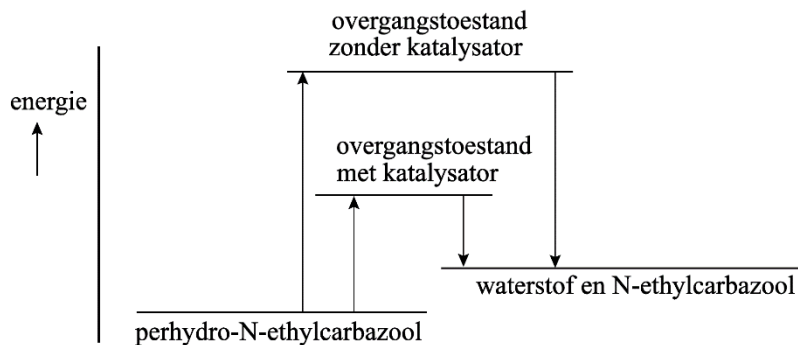 overgangstoestand
zonder katalysator
energie
overgangstoestand
met katalysator
waterstof en N-ethylcarbazool
perhydro-N-ethylcarbazool